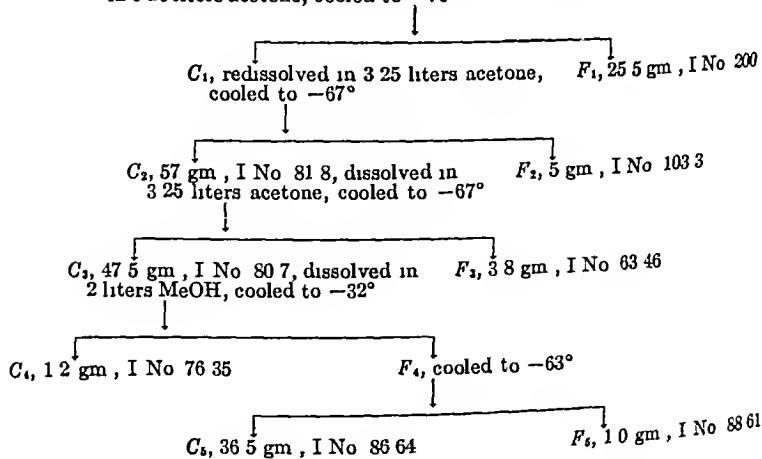 C₁, redissolved in 3 25 liters acetone,
cooled to −67°
F₁, 25 5 gm , I No 200
C₂, 57 gm , I No 81 8, dissolved in
3 25 liters acetone, cooled to −67°
F₂, 5 gm , I No 103 3
C₃, 47 5 gm , I No 80 7, dissolved in
2 liters MeOH, cooled to −32°
F₃, 3 8 gm , I No 63 46
C₄, 1 2 gm , I No 76 35
F₄, cooled to −63°
C₅, 36 5 gm , I No 86 64
F₅, 1 0 gm , I No 88 61